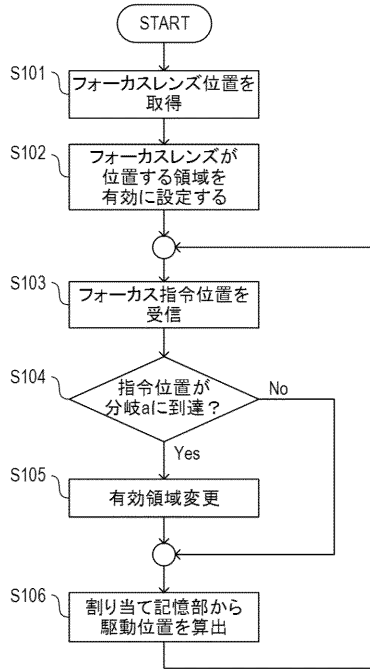 START
S101
フォーカスレンズ位置を
取得
S102
フォーカスレンズが
位置する領域を
有効に設定する
S103
フォーカス指令位置を
受信
S104
指令位置が
分岐aに到達？
No
Yes
S105
有効領域変更
S106
割り当て記憶部から
駆動位置を算出